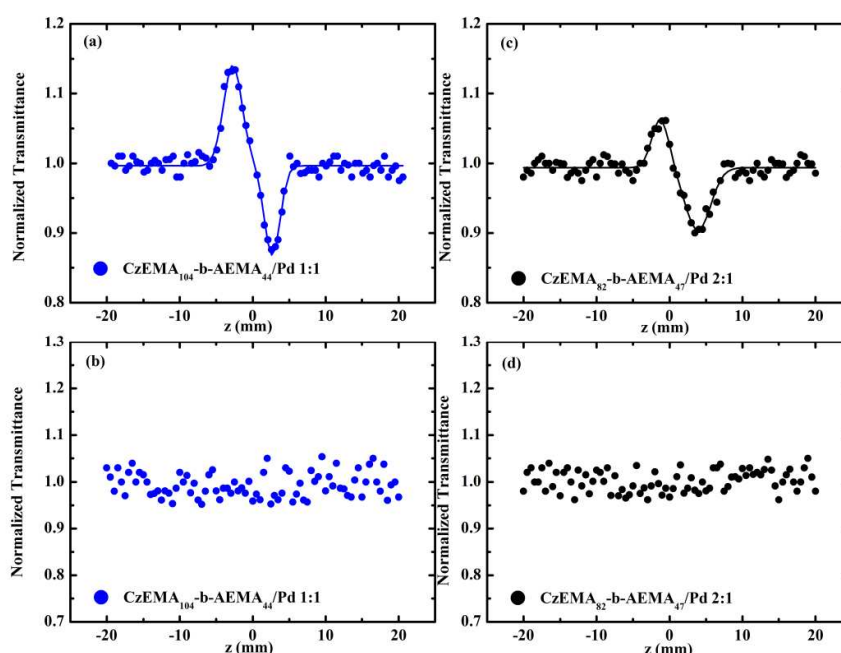 (a)
Normalized Transmittance
1.2
1.1
1.0
0.9
0.8
CzEMA₁₀₄-b-AEMA₄₄/Pd 1:1
-20 -10 0 10 20
z (mm)
(c)
Normalized Transmittance
1.2
1.1
1.0
0.9
0.8
CzEMA₈₂-b-AEMA₄₇/Pd 2:1
-20 -10 0 10 20
z (mm)
(b)
Normalized Transmittance
1.3
1.2
1.1
1.0
0.9
0.8
0.7
CzEMA₁₀₄-b-AEMA₄₄/Pd 1:1
-20 -10 0 10 20
z (mm)
(d)
Normalized Transmittance
1.3
1.2
1.1
1.0
0.9
0.8
0.7
CzEMA₈₂-b-AEMA₄₇/Pd 2:1
-20 -10 0 10 20
z (mm)